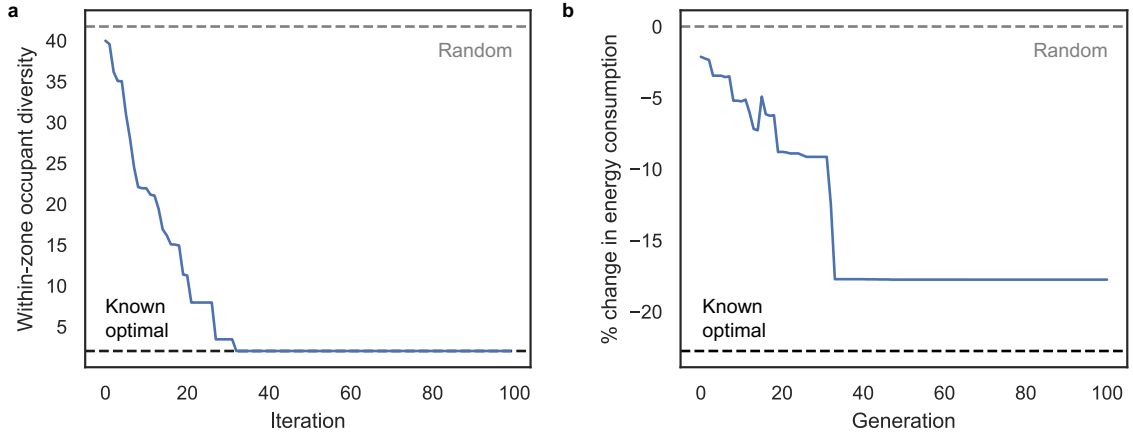 a
Within-zone occupant diversity
40
35
30
25
20
15
10
5
Random
Known
optimal
0 20 40 60 80 100
Iteration
b
% change in energy consumption
0
−5
−10
−15
−20
Random
Known
optimal
0 20 40 60 80 100
Generation